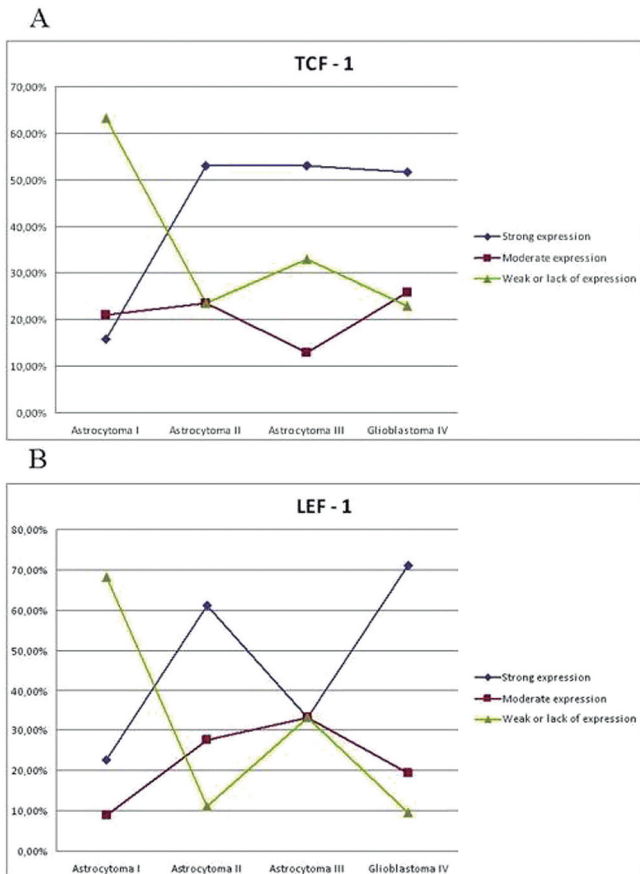 A
TCF - 1
70,00%
60,00%
50,00%
40,00%
30,00%
20,00%
10,00%
0,00%
Astrocytoma I Astrocytoma II Astrocytoma III Glioblastoma IV
Strong expression
Moderate expression
Weak or lack of expression
B
LEF - 1
80,00%
70,00%
60,00%
50,00%
40,00%
30,00%
20,00%
10,00%
0,00%
Astrocytoma I Astrocytoma II Astrocytoma III Glioblastoma IV
Strong expression
Moderate expression
Weak or lack of expression